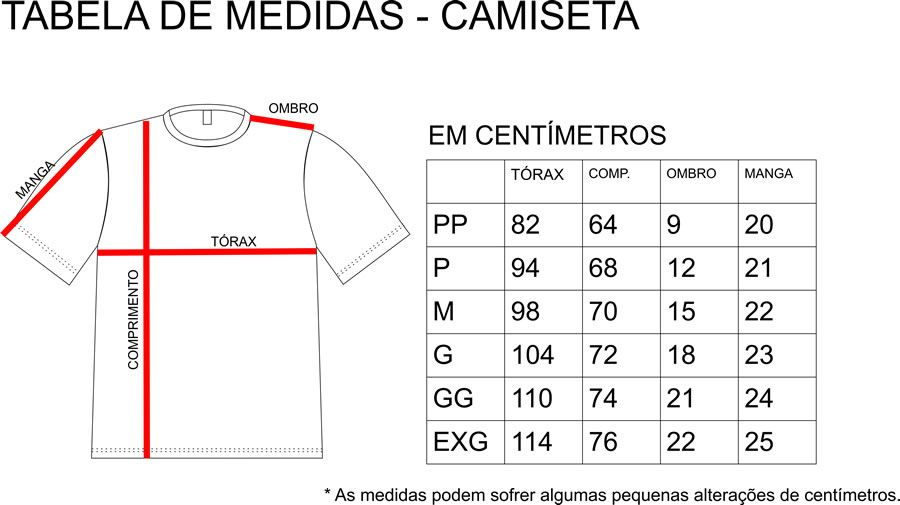 TABELA DE MEDIDAS - CAMISETA
OMBRO
MANGA
TÓRAX
COMPRIMENTO
EM CENTÍMETROS
TÓRAX COMP. OMBRO MANGA
PP 82 64 9 20
P 94 68 12 21
M 98 70 15 22
G 104 72 18 23
GG 110 74 21 24
EXG 114 76 22 25
* As medidas podem sofrer algumas pequenas alterações de centímetros.